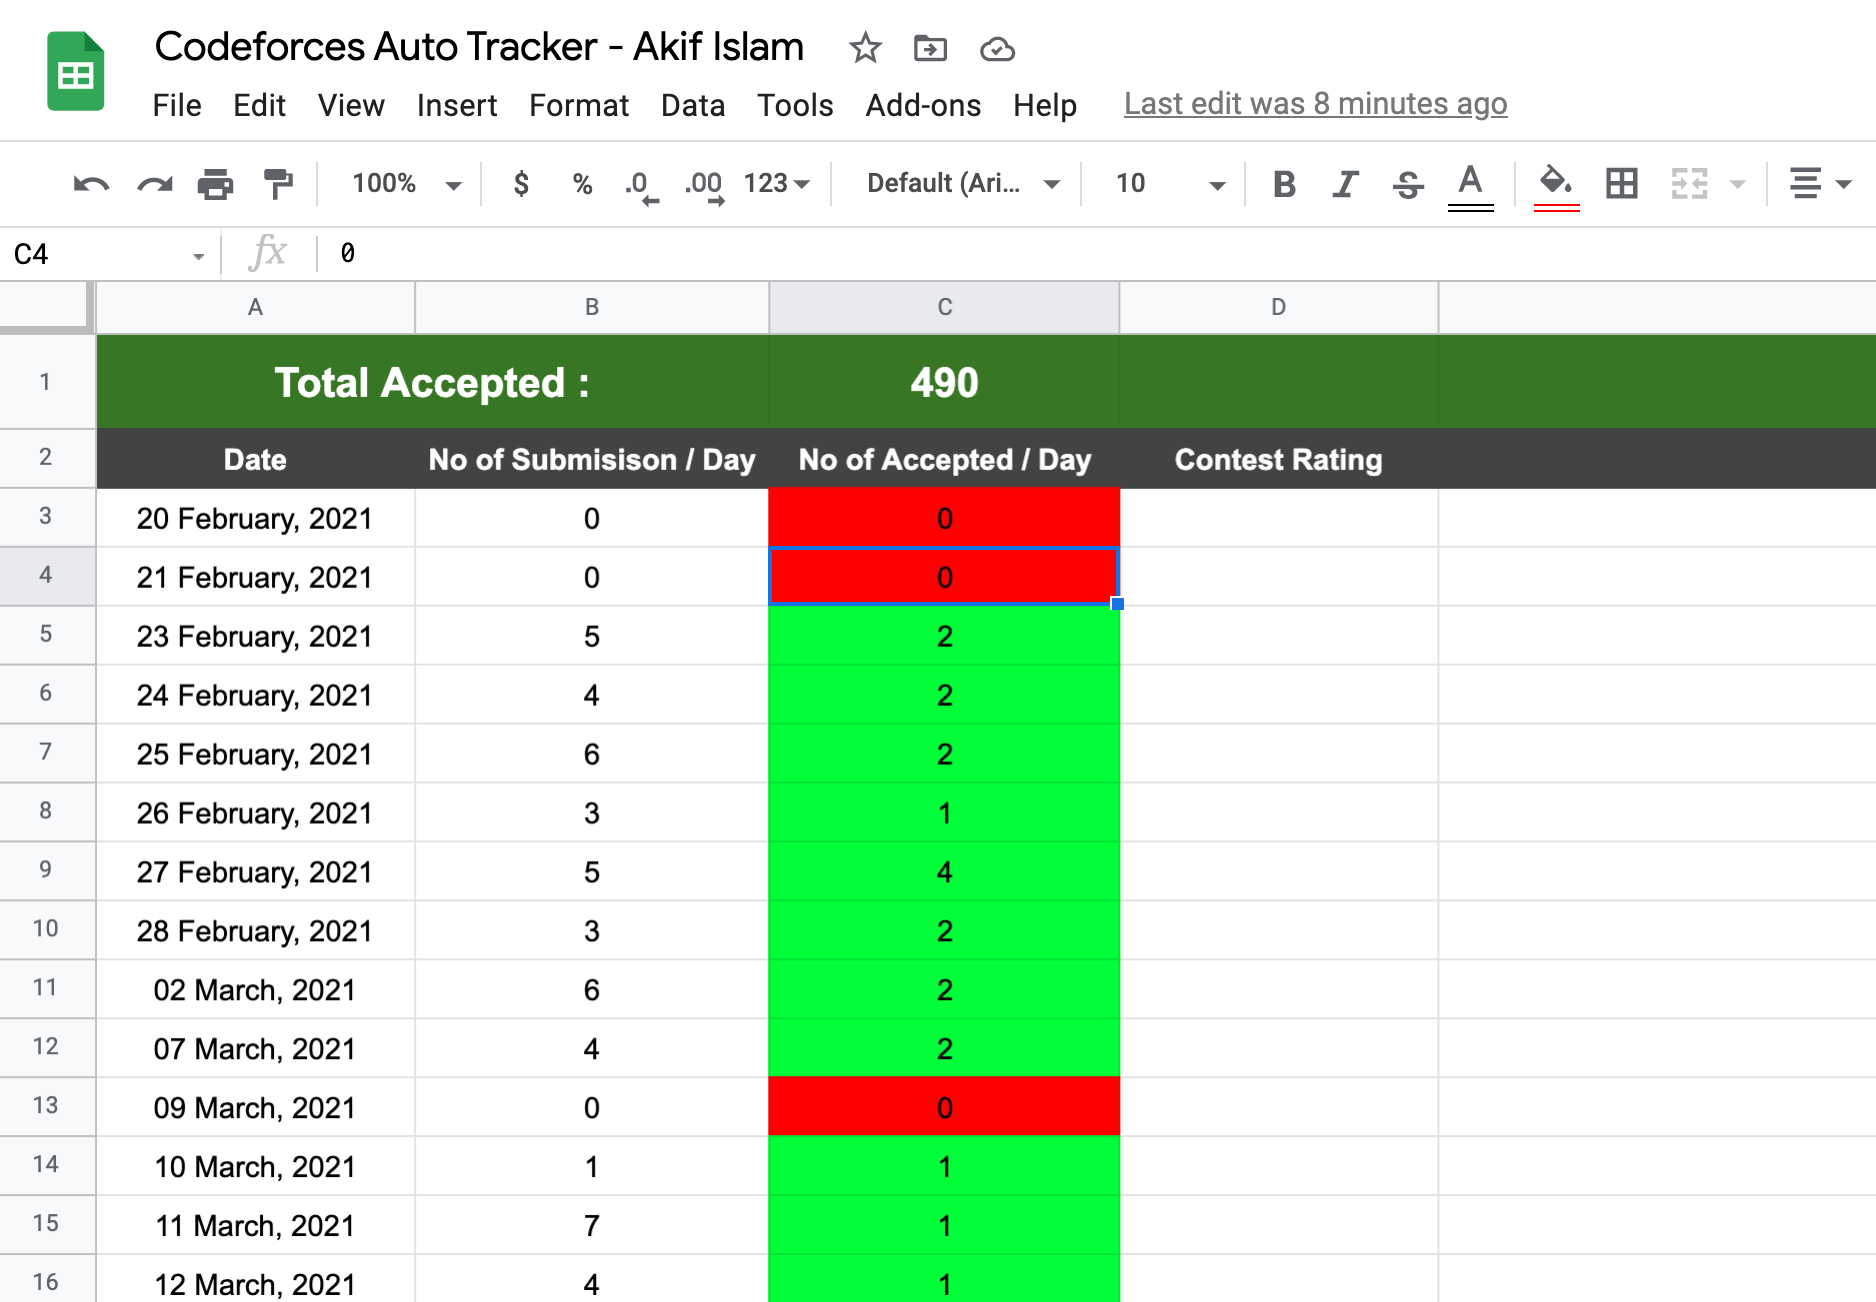 Codeforces Auto Tracker - Akif Islam
File Edit View Insert Format Data Tools Add-ons Help Last edit was 8 minutes ago
100% $ % .0 .00 123 Default (Ari... 10 B I S A
C4 fx 0
A B C D
1 Total Accepted : 490
2 Date No of Submisison / Day No of Accepted / Day Contest Rating
3 20 February, 2021 0 0
4 21 February, 2021 0 0
5 23 February, 2021 5 2
6 24 February, 2021 4 2
7 25 February, 2021 6 2
8 26 February, 2021 3 1
9 27 February, 2021 5 4
10 28 February, 2021 3 2
11 02 March, 2021 6 2
12 07 March, 2021 4 2
13 09 March, 2021 0 0
14 10 March, 2021 1 1
15 11 March, 2021 7 1
16 12 March, 2021 4 1